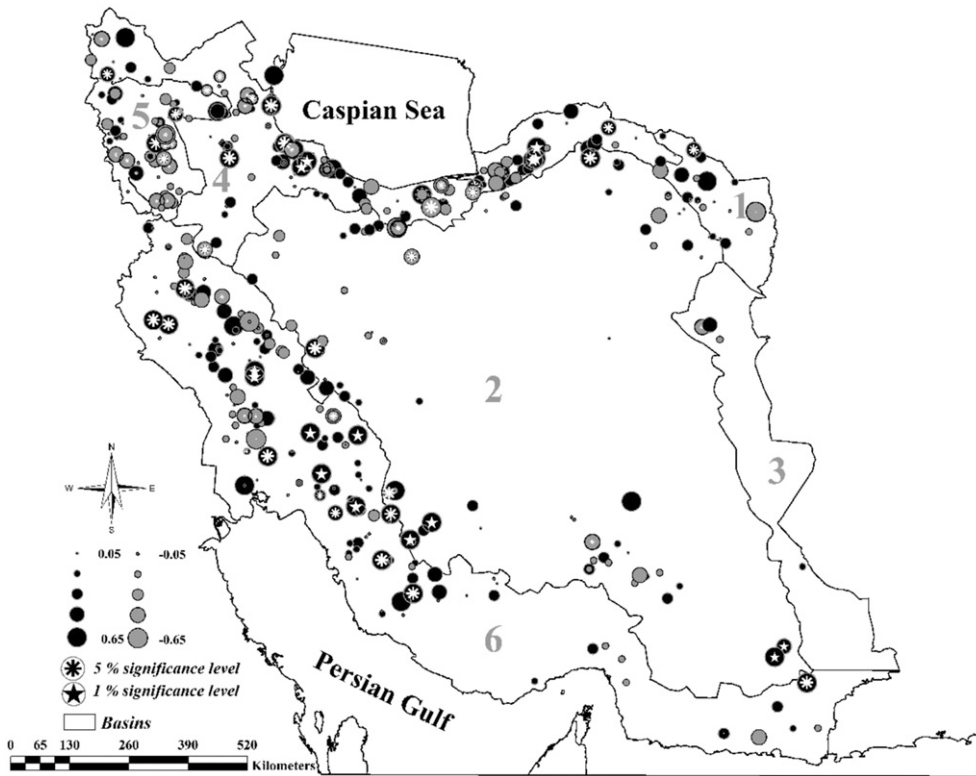 Caspian Sea
5
4
1
2
3
N
W E
S
0.05 -0.05
6
0.65 -0.65
5 % significance level
1 % significance level
Persian Gulf
Basins
0 65 130 260 390 520
Kilometers